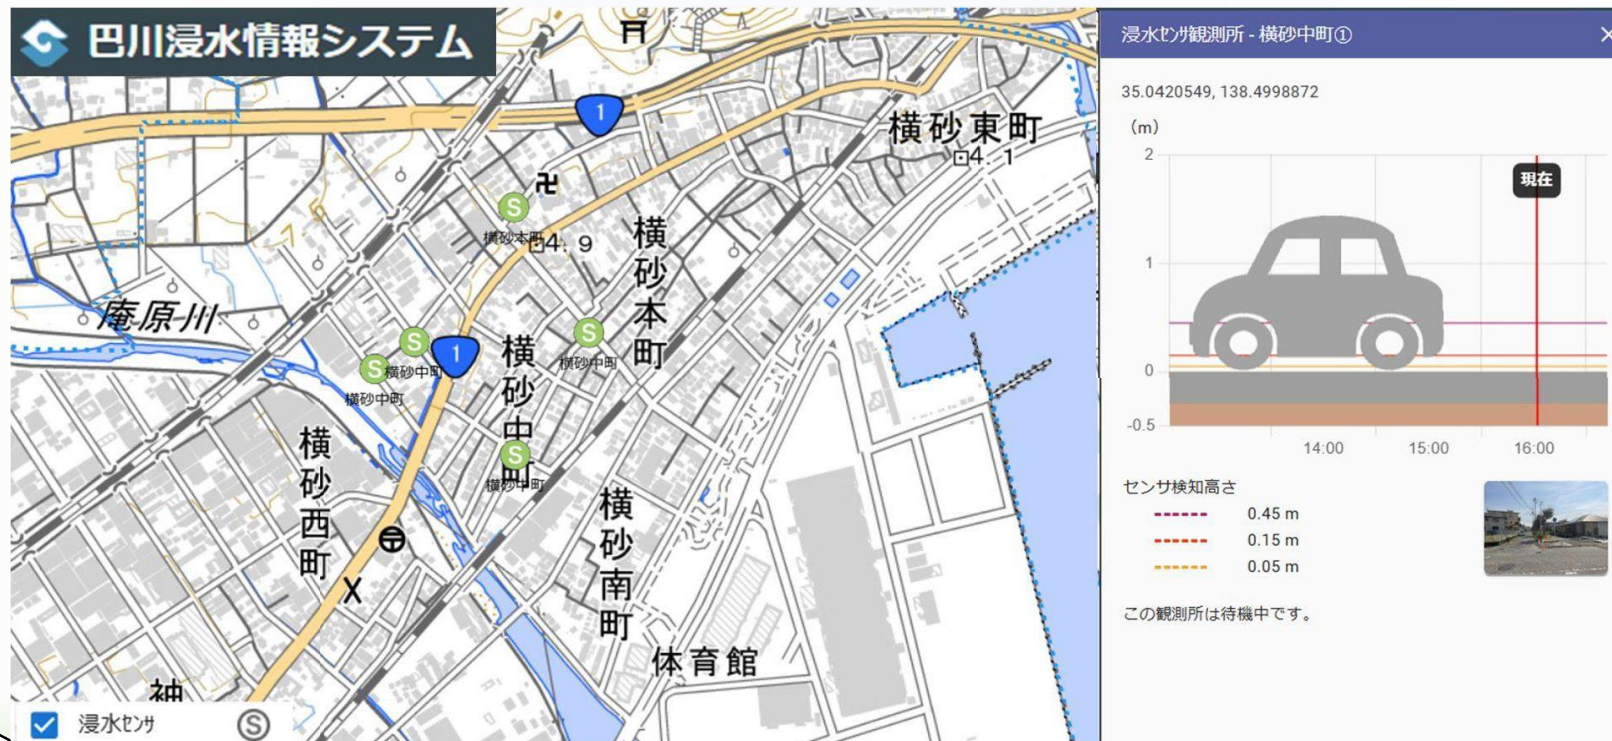 巴川浸水情報システム
1
横砂東町
4.1
S
横砂本町
4.9
横砂本町
庵原川
S
横砂中町
S
横砂中町
1
S
横砂中町
横砂中町
S
横砂中町
横砂西町
横砂南町
体育館
袖
浸水センサ
S
浸水センサ観測所 - 横砂中町①
×
35.0420549, 138.4998872
(m)
2
現在
1
0
-0.5
14:00
15:00
16:00
センサ検知高さ
0.45 m
0.15 m
0.05 m
この観測所は待機中です。